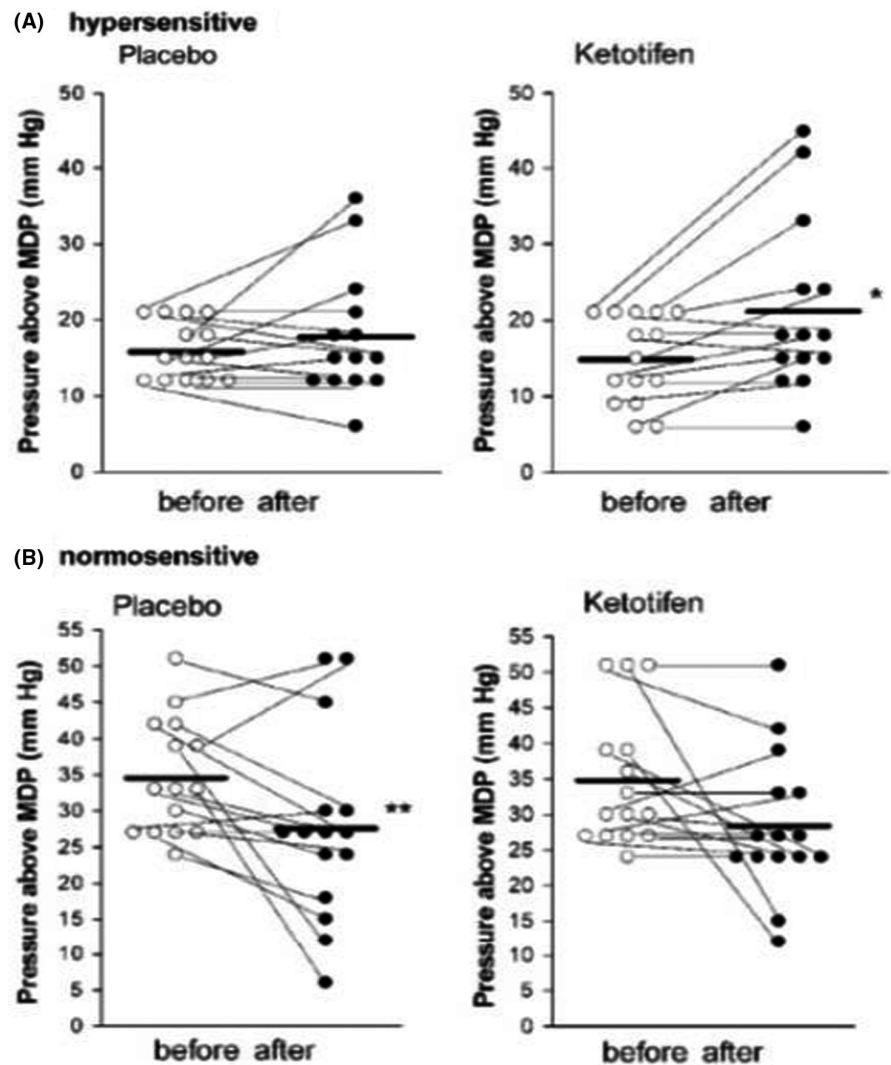 (A) hypersensitive
Placebo
Ketotifen
Pressure above MDP (mm Hg)
50
40
30
20
10
0
before after
Pressure above MDP (mm Hg)
50
40
30
20
10
0
*
before after
(B) normosensitive
Placebo
Ketotifen
Pressure above MDP (mm Hg)
55
50
45
40
35
30
25
20
15
10
5
0
**
before after
Pressure above MDP (mm Hg)
55
50
45
40
35
30
25
20
15
10
5
0
before after